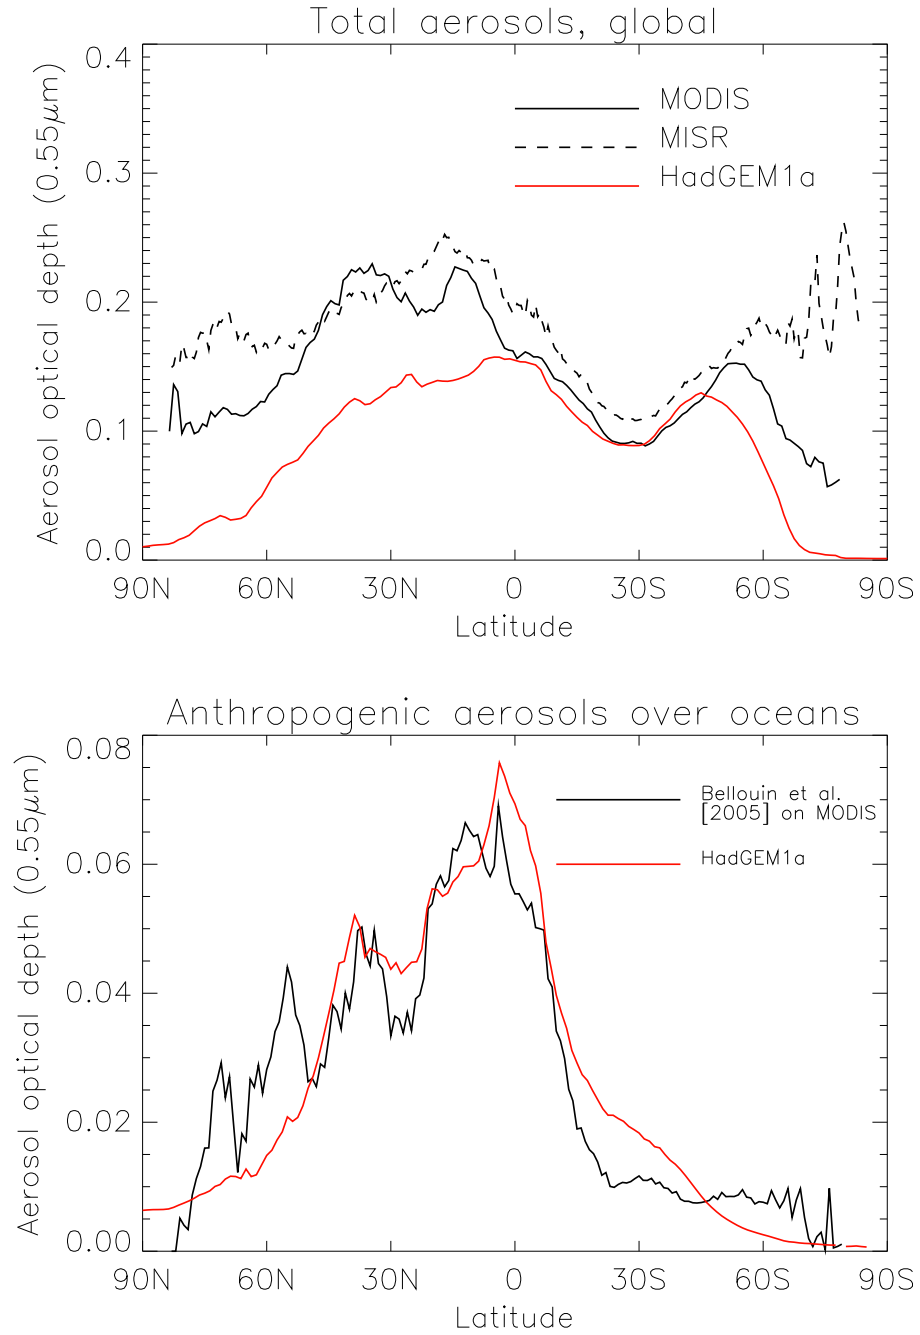 Total aerosols, global
Aerosol optical depth (0.55μm)
0.4
0.3
0.2
0.1
0.0
MODIS
MISR
HadGEM1a
90N 60N 30N 0 30S 60S 90S
Latitude
Anthropogenic aerosols over oceans
Aerosol optical depth (0.55μm)
0.08
0.06
0.04
0.02
0.00
Bellouin et al.
[2005] on MODIS
HadGEM1a
90N 60N 30N 0 30S 60S 90S
Latitude